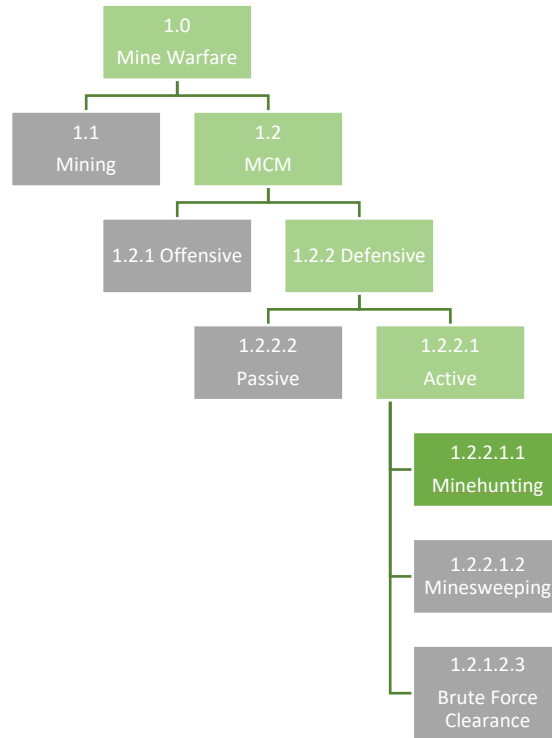 1.0
Mine Warfare
1.1
Mining
1.2
MCM
1.2.1 Offensive
1.2.2 Defensive
1.2.2.2
Passive
1.2.2.1
Active
1.2.2.1.1
Minehunting
1.2.2.1.2
Minesweeping
1.2.1.2.3
Brute Force
Clearance